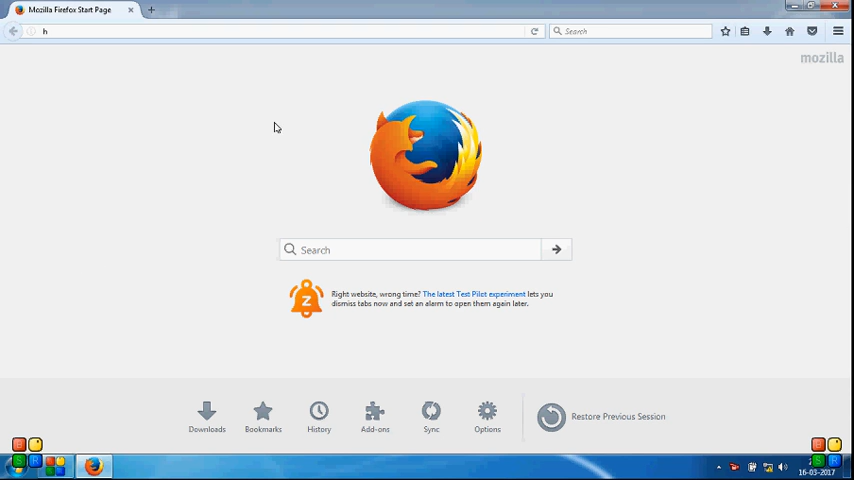 Mozilla Firefox Start Page
h
Search
mozilla
Search
Right website, wrong time? The latest Test Pilot experiment lets you
dismiss tabs now and set an alarm to open them again later.
Downloads
Bookmarks
History
Add-ons
Sync
Options
Restore Previous Session
16-03-2017